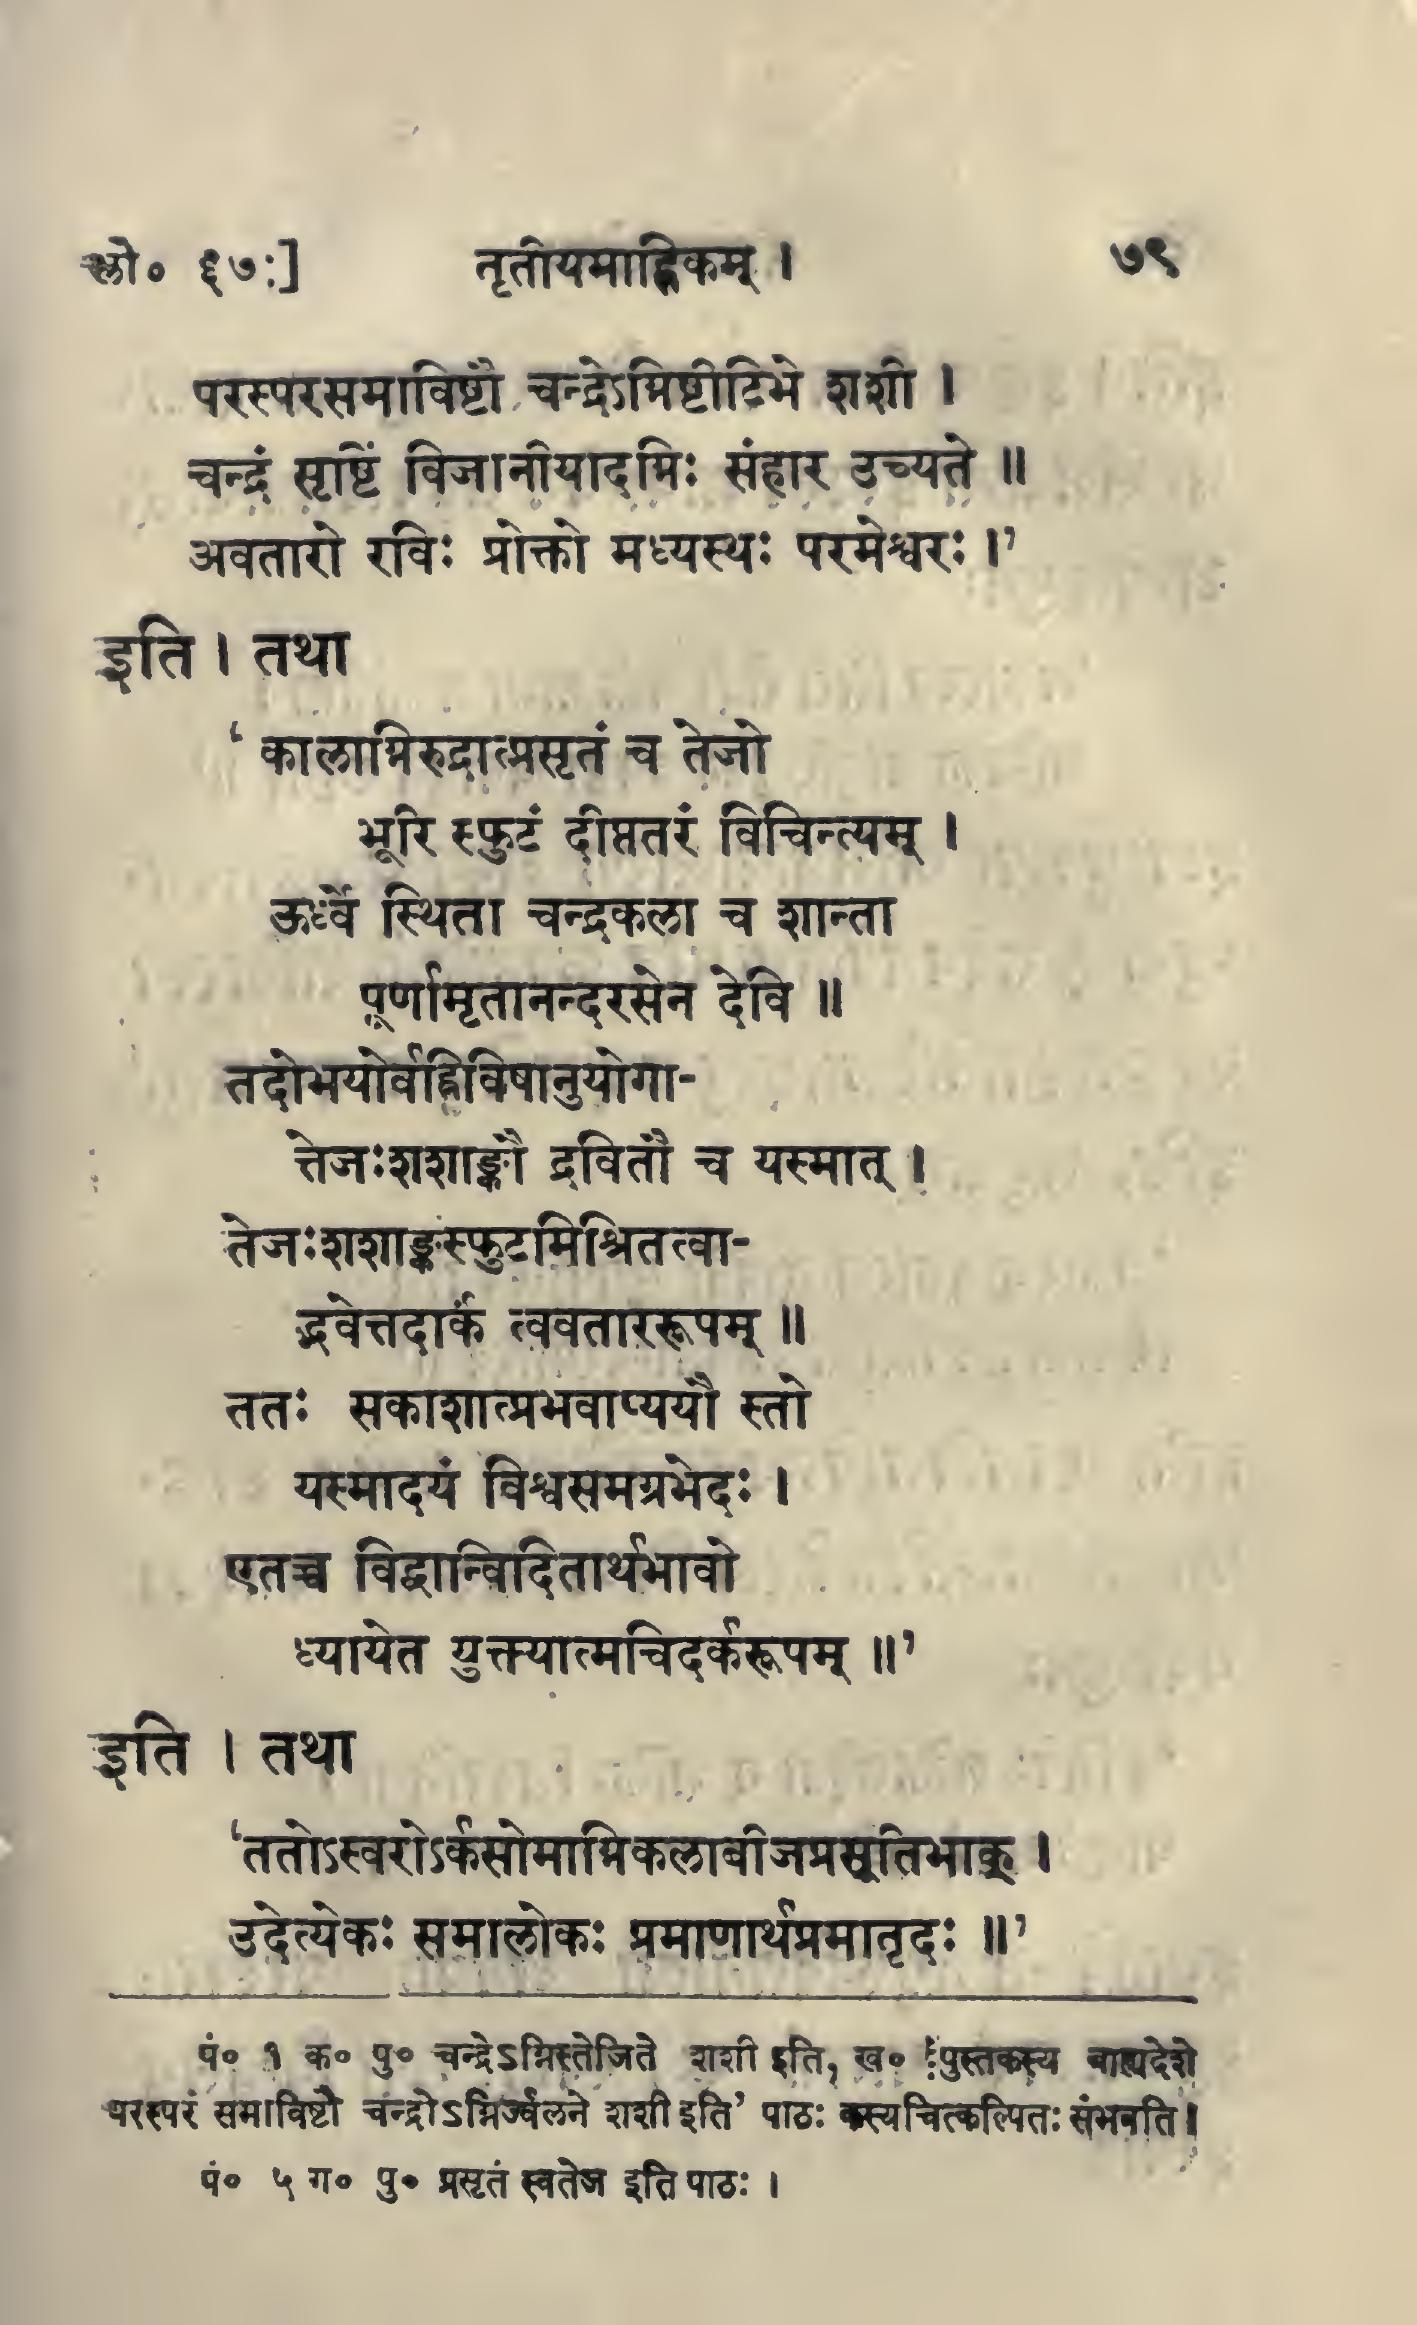 श्लो० ६७:] तृतीयमाह्निकम् । ७९
परस्परसमाविष्टौ चन्द्रेऽग्निष्टीटिभे शशी ।
चन्द्रं सृष्टिं विजानीयादग्निः संहार उच्यते ॥
अवतारो रविः प्रोक्तो मध्यस्थः परमेश्वरः ।’
इति । तथा
‘कालाग्निरुद्रात्प्रसृतं च तेजो
भूरि स्फुटं दीप्ततरं विचिन्त्यम् ।
ऊर्ध्वे स्थिता चन्द्रकला च शान्ता
पूर्णामृतानन्दरसेन देवि ॥
तदोभयोर्वह्निविषानुयोगा-
त्तेजःशशाङ्कौ द्रवितौ च यस्मात् ।
तेजःशशाङ्कस्फुटमिश्रितत्वा-
द्भवेत्तदार्कं त्ववताररूपम् ॥
ततः सकाशात्प्रभवाप्ययौ स्तो
यस्मादयं विश्वसमग्रभेदः ।
एतच्च विद्वान्विदितार्थभावो
ध्यायेत युक्त्यात्मचिदर्करूपम् ॥’
इति । तथा
‘ततोऽस्वरोऽर्कसोमाग्निकलाबीजप्रसूतिभाक् ।
उदेत्येकः समालोकः प्रमाणार्थप्रमातृदः ॥’
पं० १ क० पु० चन्द्रेऽग्निस्तेजिते शशी इति, ख० पुस्तकस्य बाह्यदेशे
परस्परं समाविष्टौ चन्द्रोऽग्निर्ज्वलने शशी इति’ पाठः कस्यचित्कल्पितः संभवति ।
पं० ५ ग० पु० प्रसृतं स्वतेज इति पाठः ।